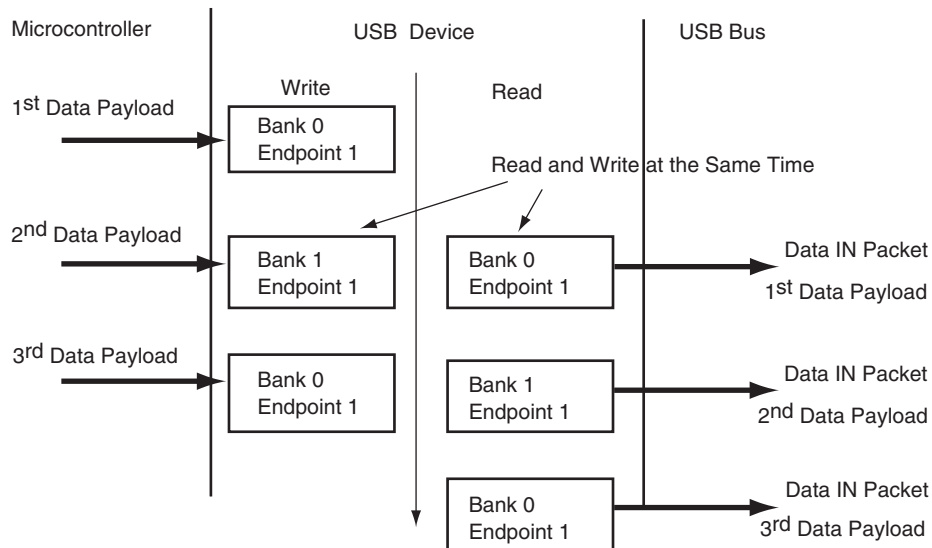 Microcontroller
USB Device
USB Bus
Write
Read
1st Data Payload
Bank 0
Endpoint 1
Read and Write at the Same Time
2nd Data Payload
Bank 1
Endpoint 1
Bank 0
Endpoint 1
Data IN Packet
1st Data Payload
3rd Data Payload
Bank 0
Endpoint 1
Bank 1
Endpoint 1
Data IN Packet
2nd Data Payload
Bank 0
Endpoint 1
Data IN Packet
3rd Data Payload